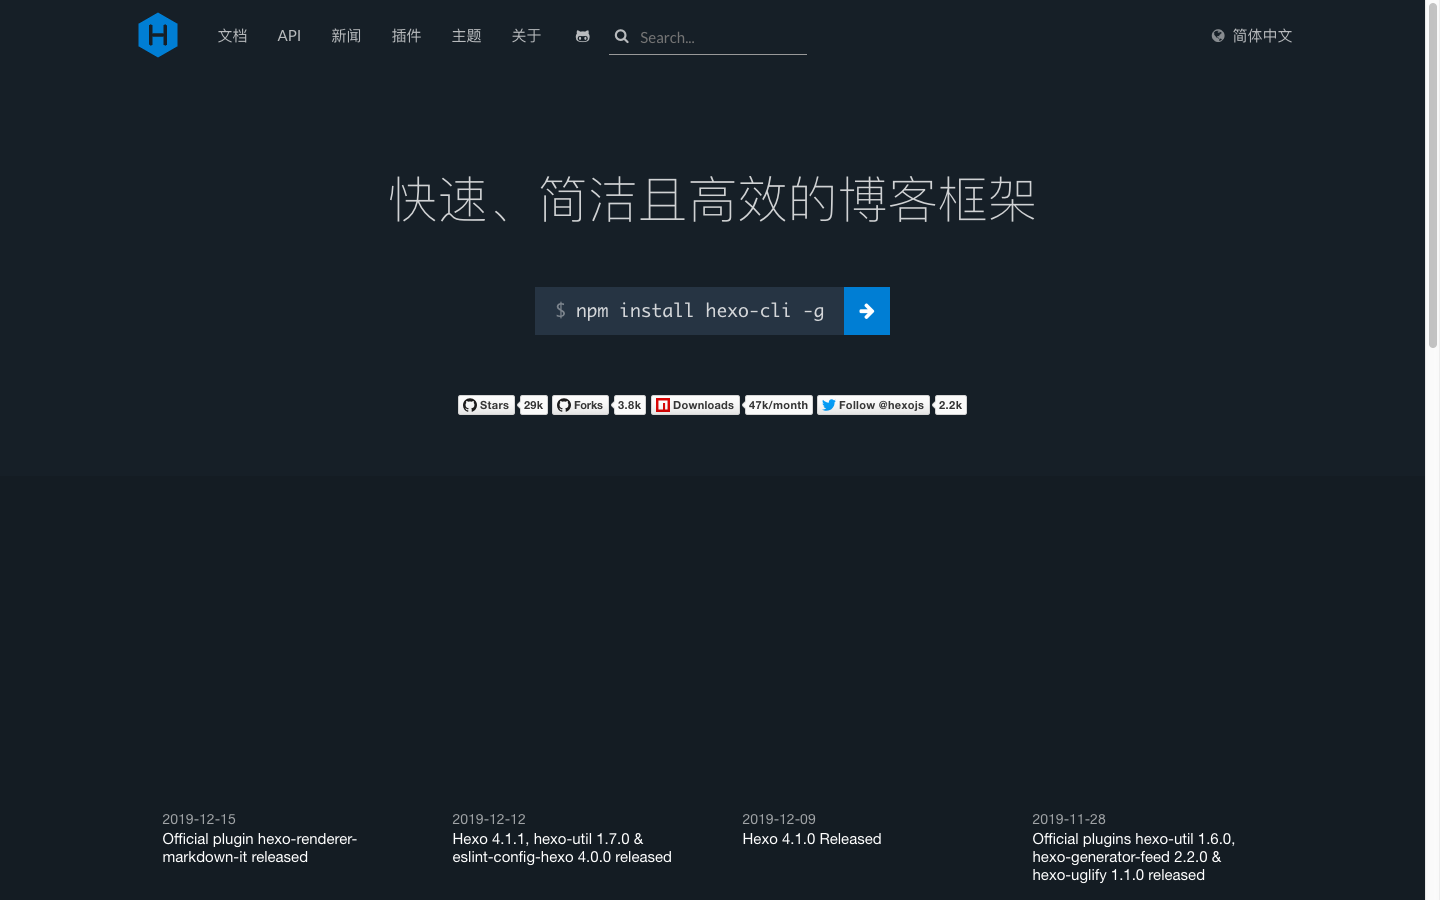 文档 API 新闻 插件 主题 关于 Search... 简体中文
快速、简洁且高效的博客框架
$ npm install hexo-cli -g
Stars 29k Forks 3.8k Downloads 47k/month Follow @hexojs 2.2k
2019-12-15
Official plugin hexo-renderer-
markdown-it released
2019-12-12
Hexo 4.1.1, hexo-util 1.7.0 &
eslint-config-hexo 4.0.0 released
2019-12-09
Hexo 4.1.0 Released
2019-11-28
Official plugins hexo-util 1.6.0,
hexo-generator-feed 2.2.0 &
hexo-uglify 1.1.0 released